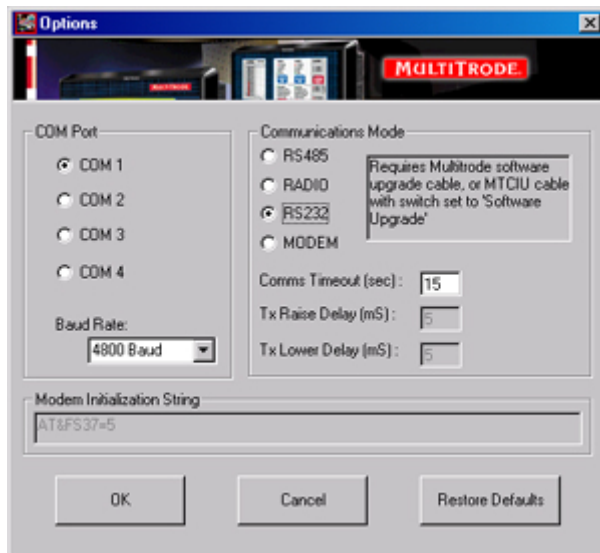 Options
MULTITRODE
COM Port
COM 1
COM 2
COM 3
COM 4
Baud Rate:
4800 Baud
Communications Mode
RS485
RADIO
RS232
MODEM
Requires Multitrode software
upgrade cable, or MTCIU cable
with switch set to 'Software
Upgrade'
Comms Timeout (sec) : 15
Tx Raise Delay (mS) : 5
Tx Lower Delay (mS) : 5
Modem Initialization String
AT&FS37=5
OK
Cancel
Restore Defaults